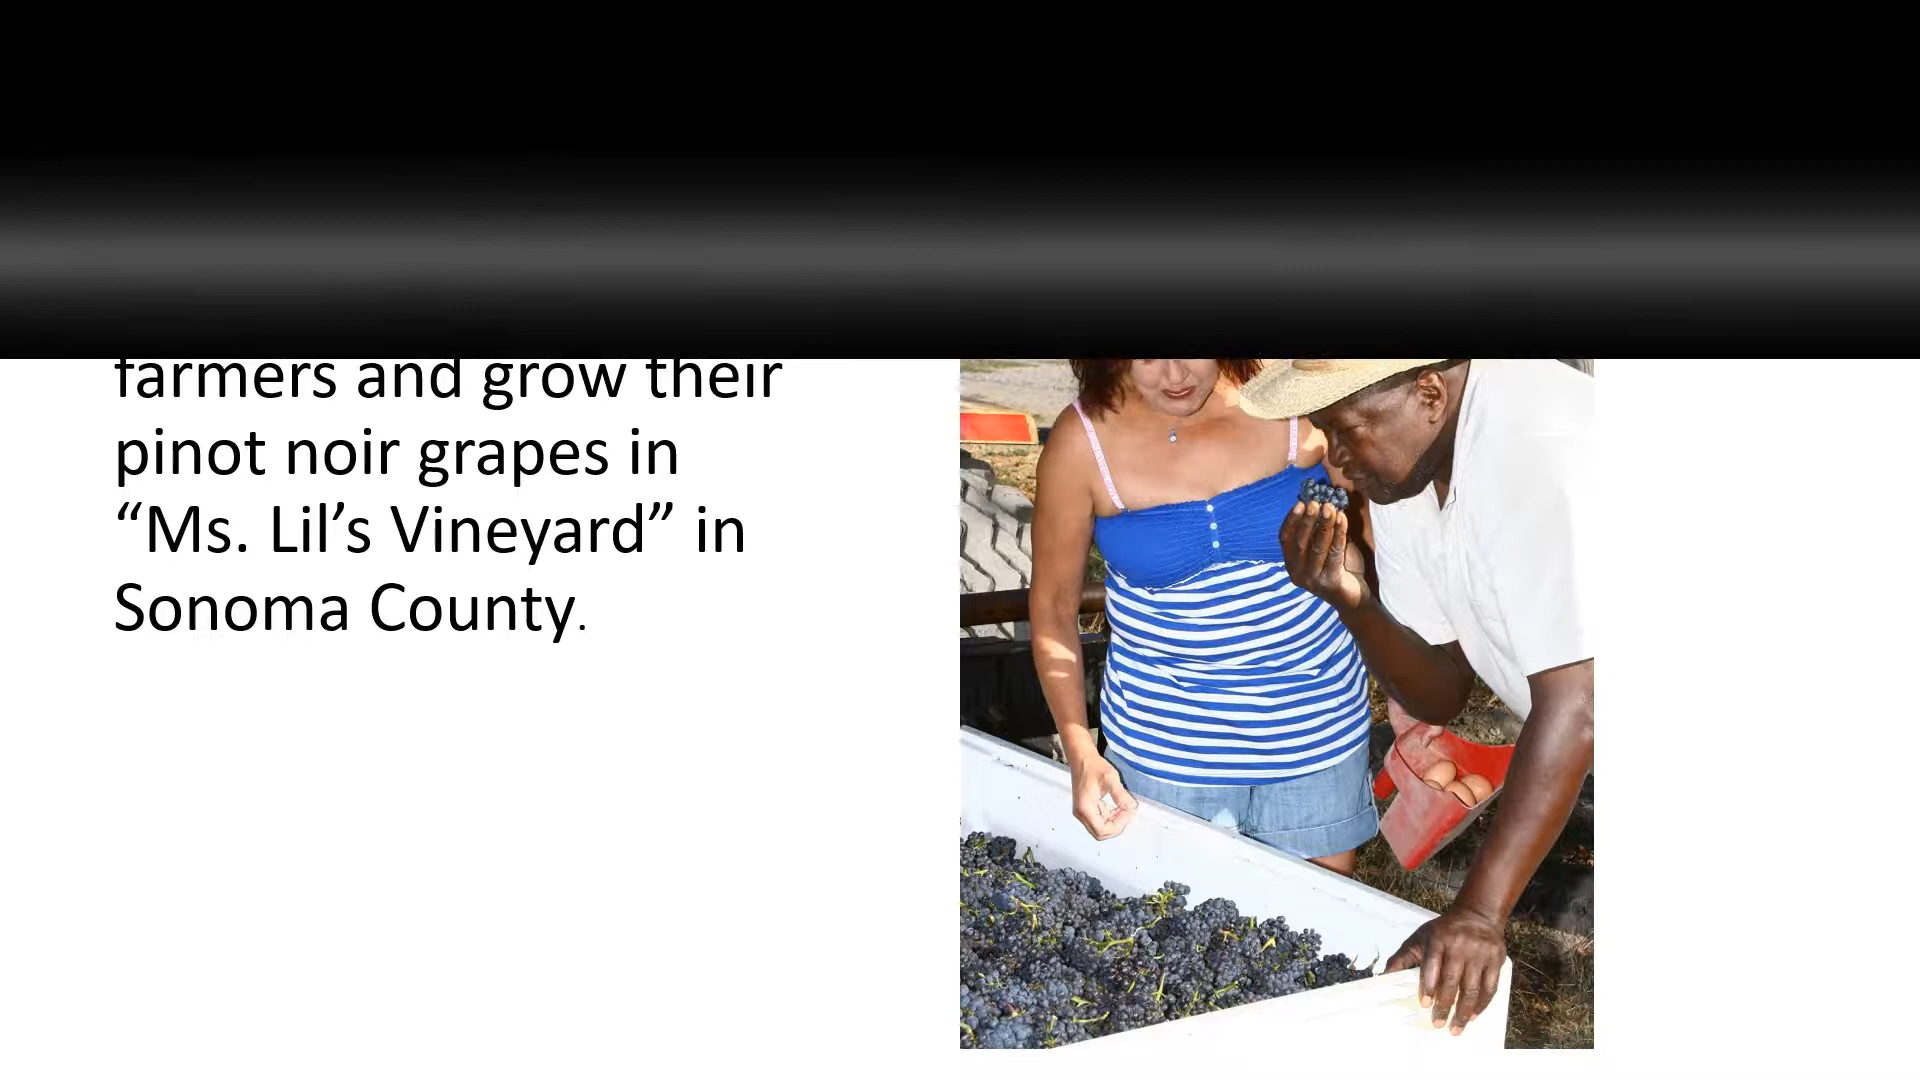 farmers and grow their
pinot noir grapes in
“Ms. Lil’s Vineyard” in
Sonoma County.